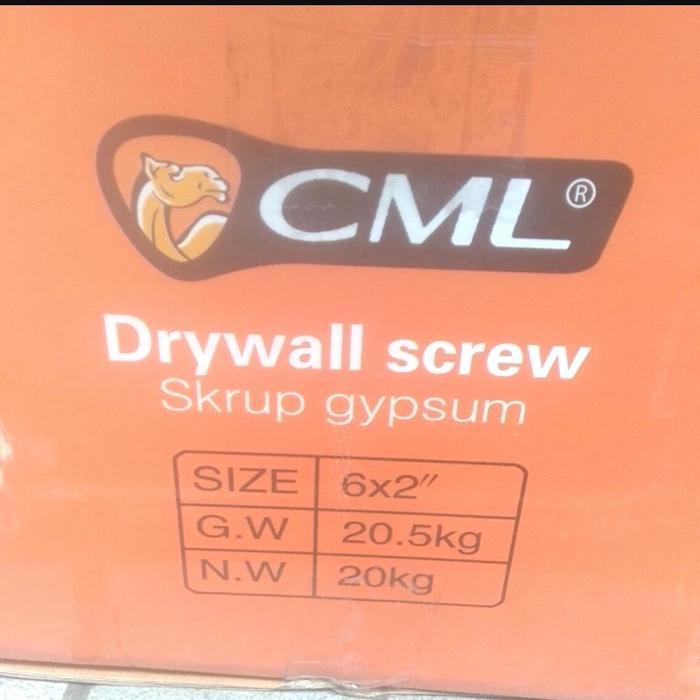 CML®
Drywall screw
Skrup gypsum
SIZE 6x2"
G.W 20.5kg
N.W 20kg